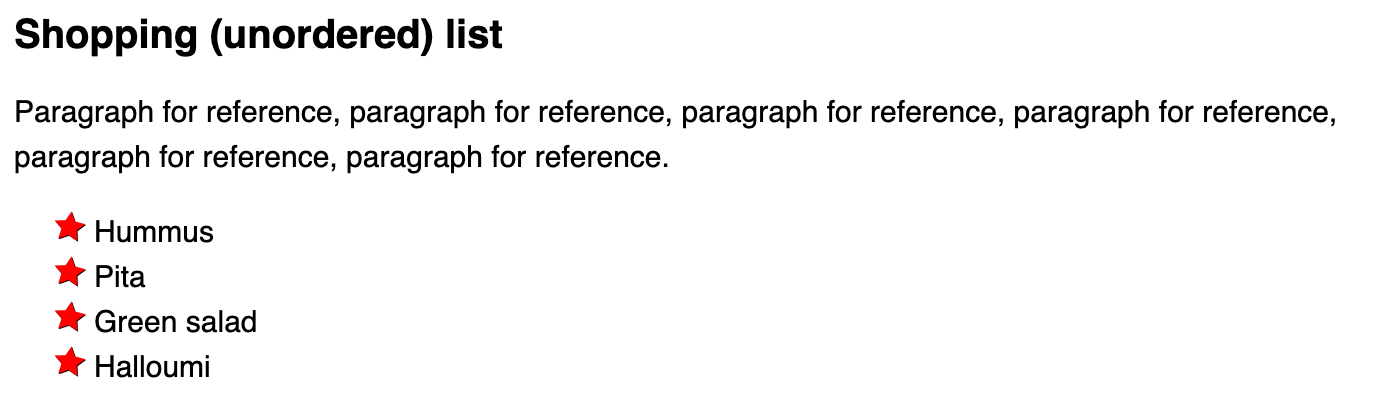 Shopping (unordered) list
Paragraph for reference, paragraph for reference, paragraph for reference, paragraph for reference,
paragraph for reference, paragraph for reference.
Hummus
Pita
Green salad
Halloumi